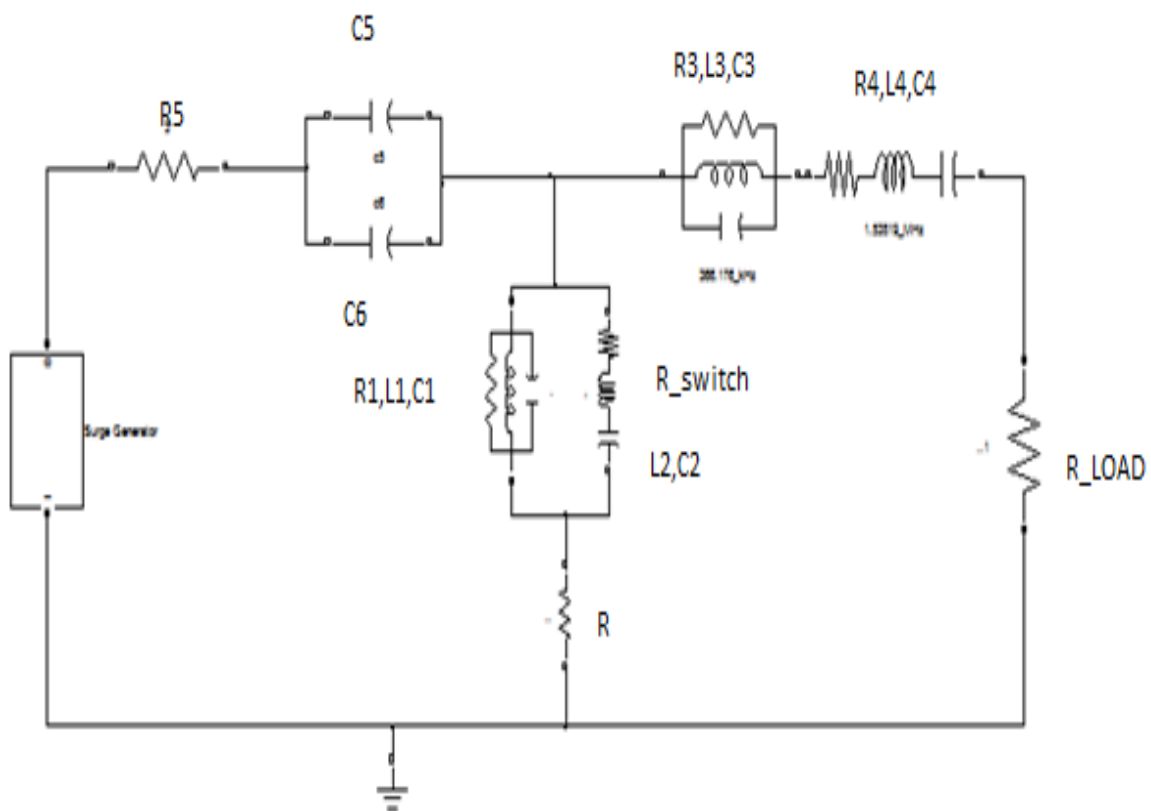 C5
R3,L3,C3
R4,L4,C4
R5
c5
c6
C6
R1,L1,C1
R_switch
L2,C2
Surge Generator
R_LOAD
R